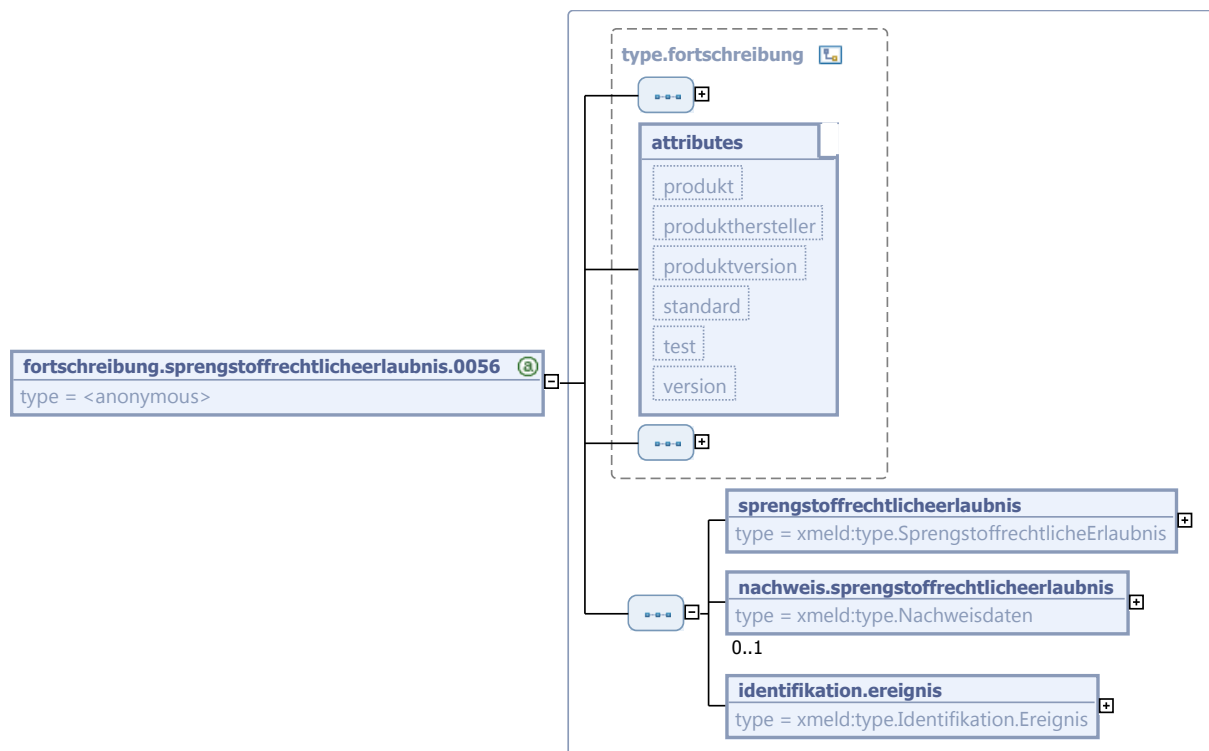 type.fortschreibung
attributes
produkt
produkthersteller
produktversion
standard
test
version
fortschreibung.sprengstoffrechtlicheerlaubnis.0056 a
type = <anonymous>
sprengstoffrechtlicheerlaubnis
type = xmeld:type.SprengstoffrechtlicheErlaubnis
nachweis.sprengstoffrechtlicheerlaubnis
type = xmeld:type.Nachweisdaten
0..1
identifikation.ereignis
type = xmeld:type.Identifikation.Ereignis